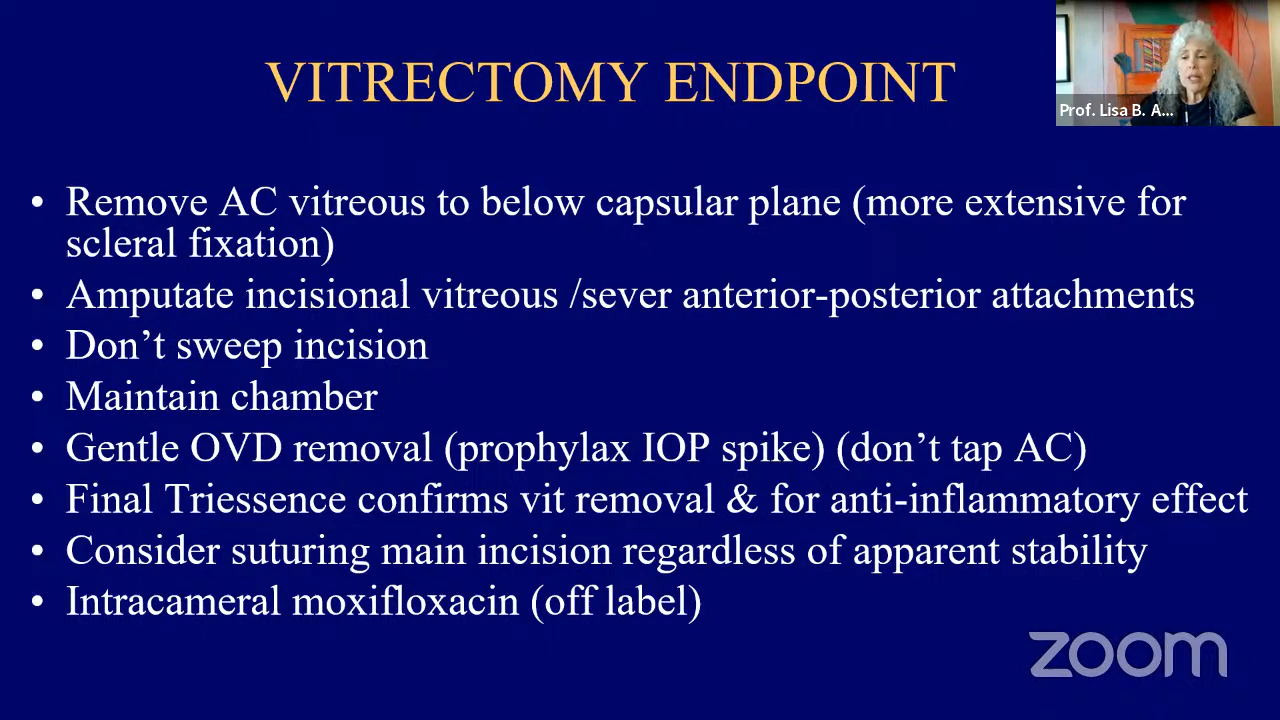 VITRECTOMY ENDPOINT
Prof. Lisa B. A...
• Remove AC vitreous to below capsular plane (more extensive for
scleral fixation)
• Amputate incisional vitreous /sever anterior-posterior attachments
• Don’t sweep incision
• Maintain chamber
• Gentle OVD removal (prophylax IOP spike) (don’t tap AC)
• Final Triessence confirms vit removal & for anti-inflammatory effect
• Consider suturing main incision regardless of apparent stability
• Intracameral moxifloxacin (off label)
zoom